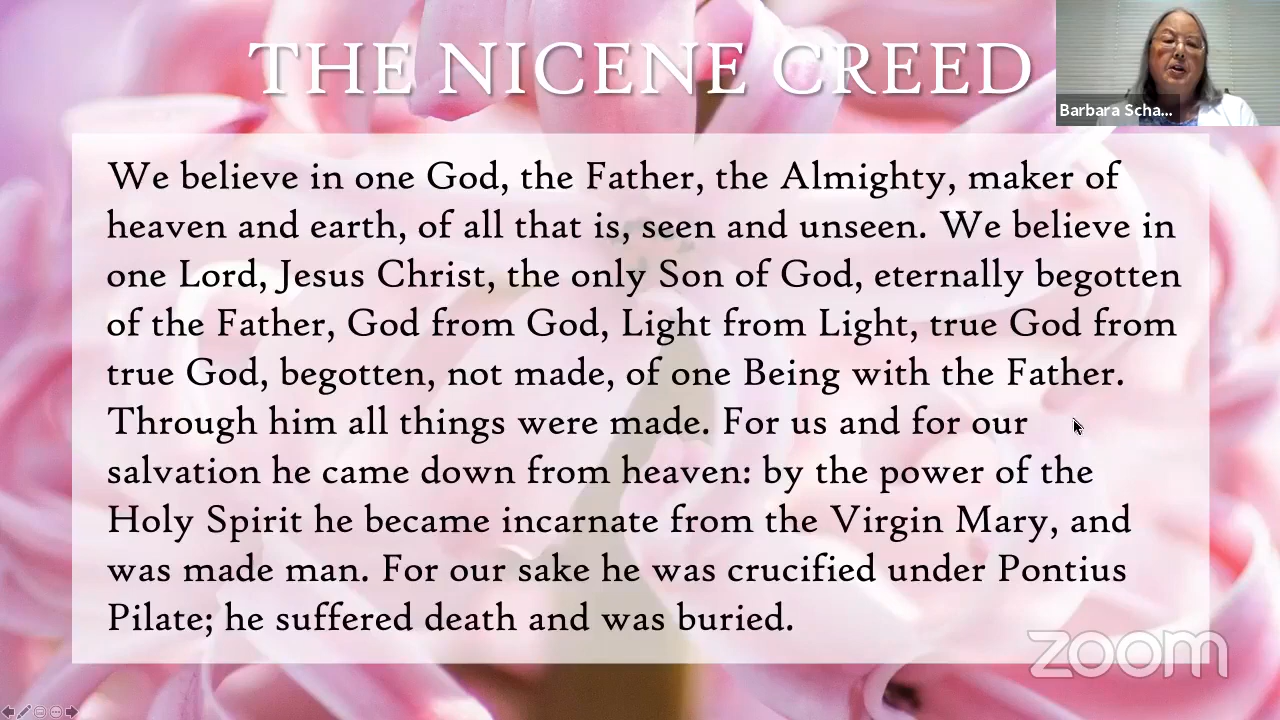 THE NICENE CREED
Barbara Scha...
We believe in one God, the Father, the Almighty, maker of
heaven and earth, of all that is, seen and unseen. We believe in
one Lord, Jesus Christ, the only Son of God, eternally begotten
of the Father, God from God, Light from Light, true God from
true God, begotten, not made, of one Being with the Father.
Through him all things were made. For us and for our
salvation he came down from heaven: by the power of the
Holy Spirit he became incarnate from the Virgin Mary, and
was made man. For our sake he was crucified under Pontius
Pilate; he suffered death and was buried.
zoom